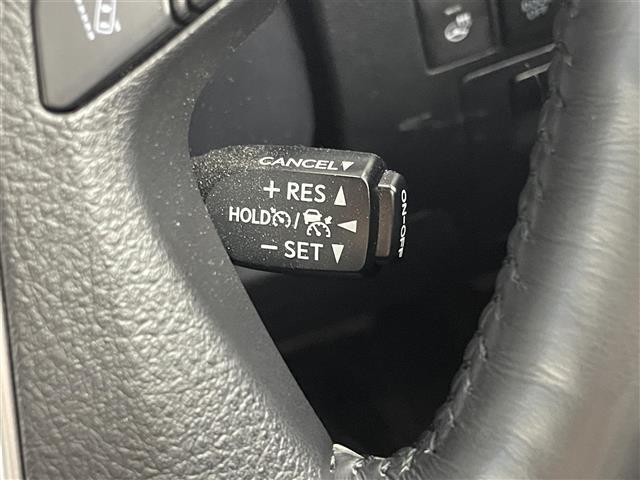 CANCEL▼
+ RES ▲
HOLD / ◀
− SET ▼
ON-OFF